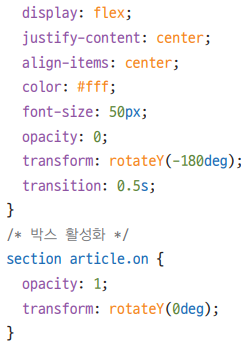 display: flex;
justify-content: center;
align-items: center;
color: #fff;
font-size: 50px;
opacity: 0;
transform: rotateY(-180deg);
transition: 0.5s;
}
/* 박스 활성화 */
section article.on {
opacity: 1;
transform: rotateY(0deg);
}